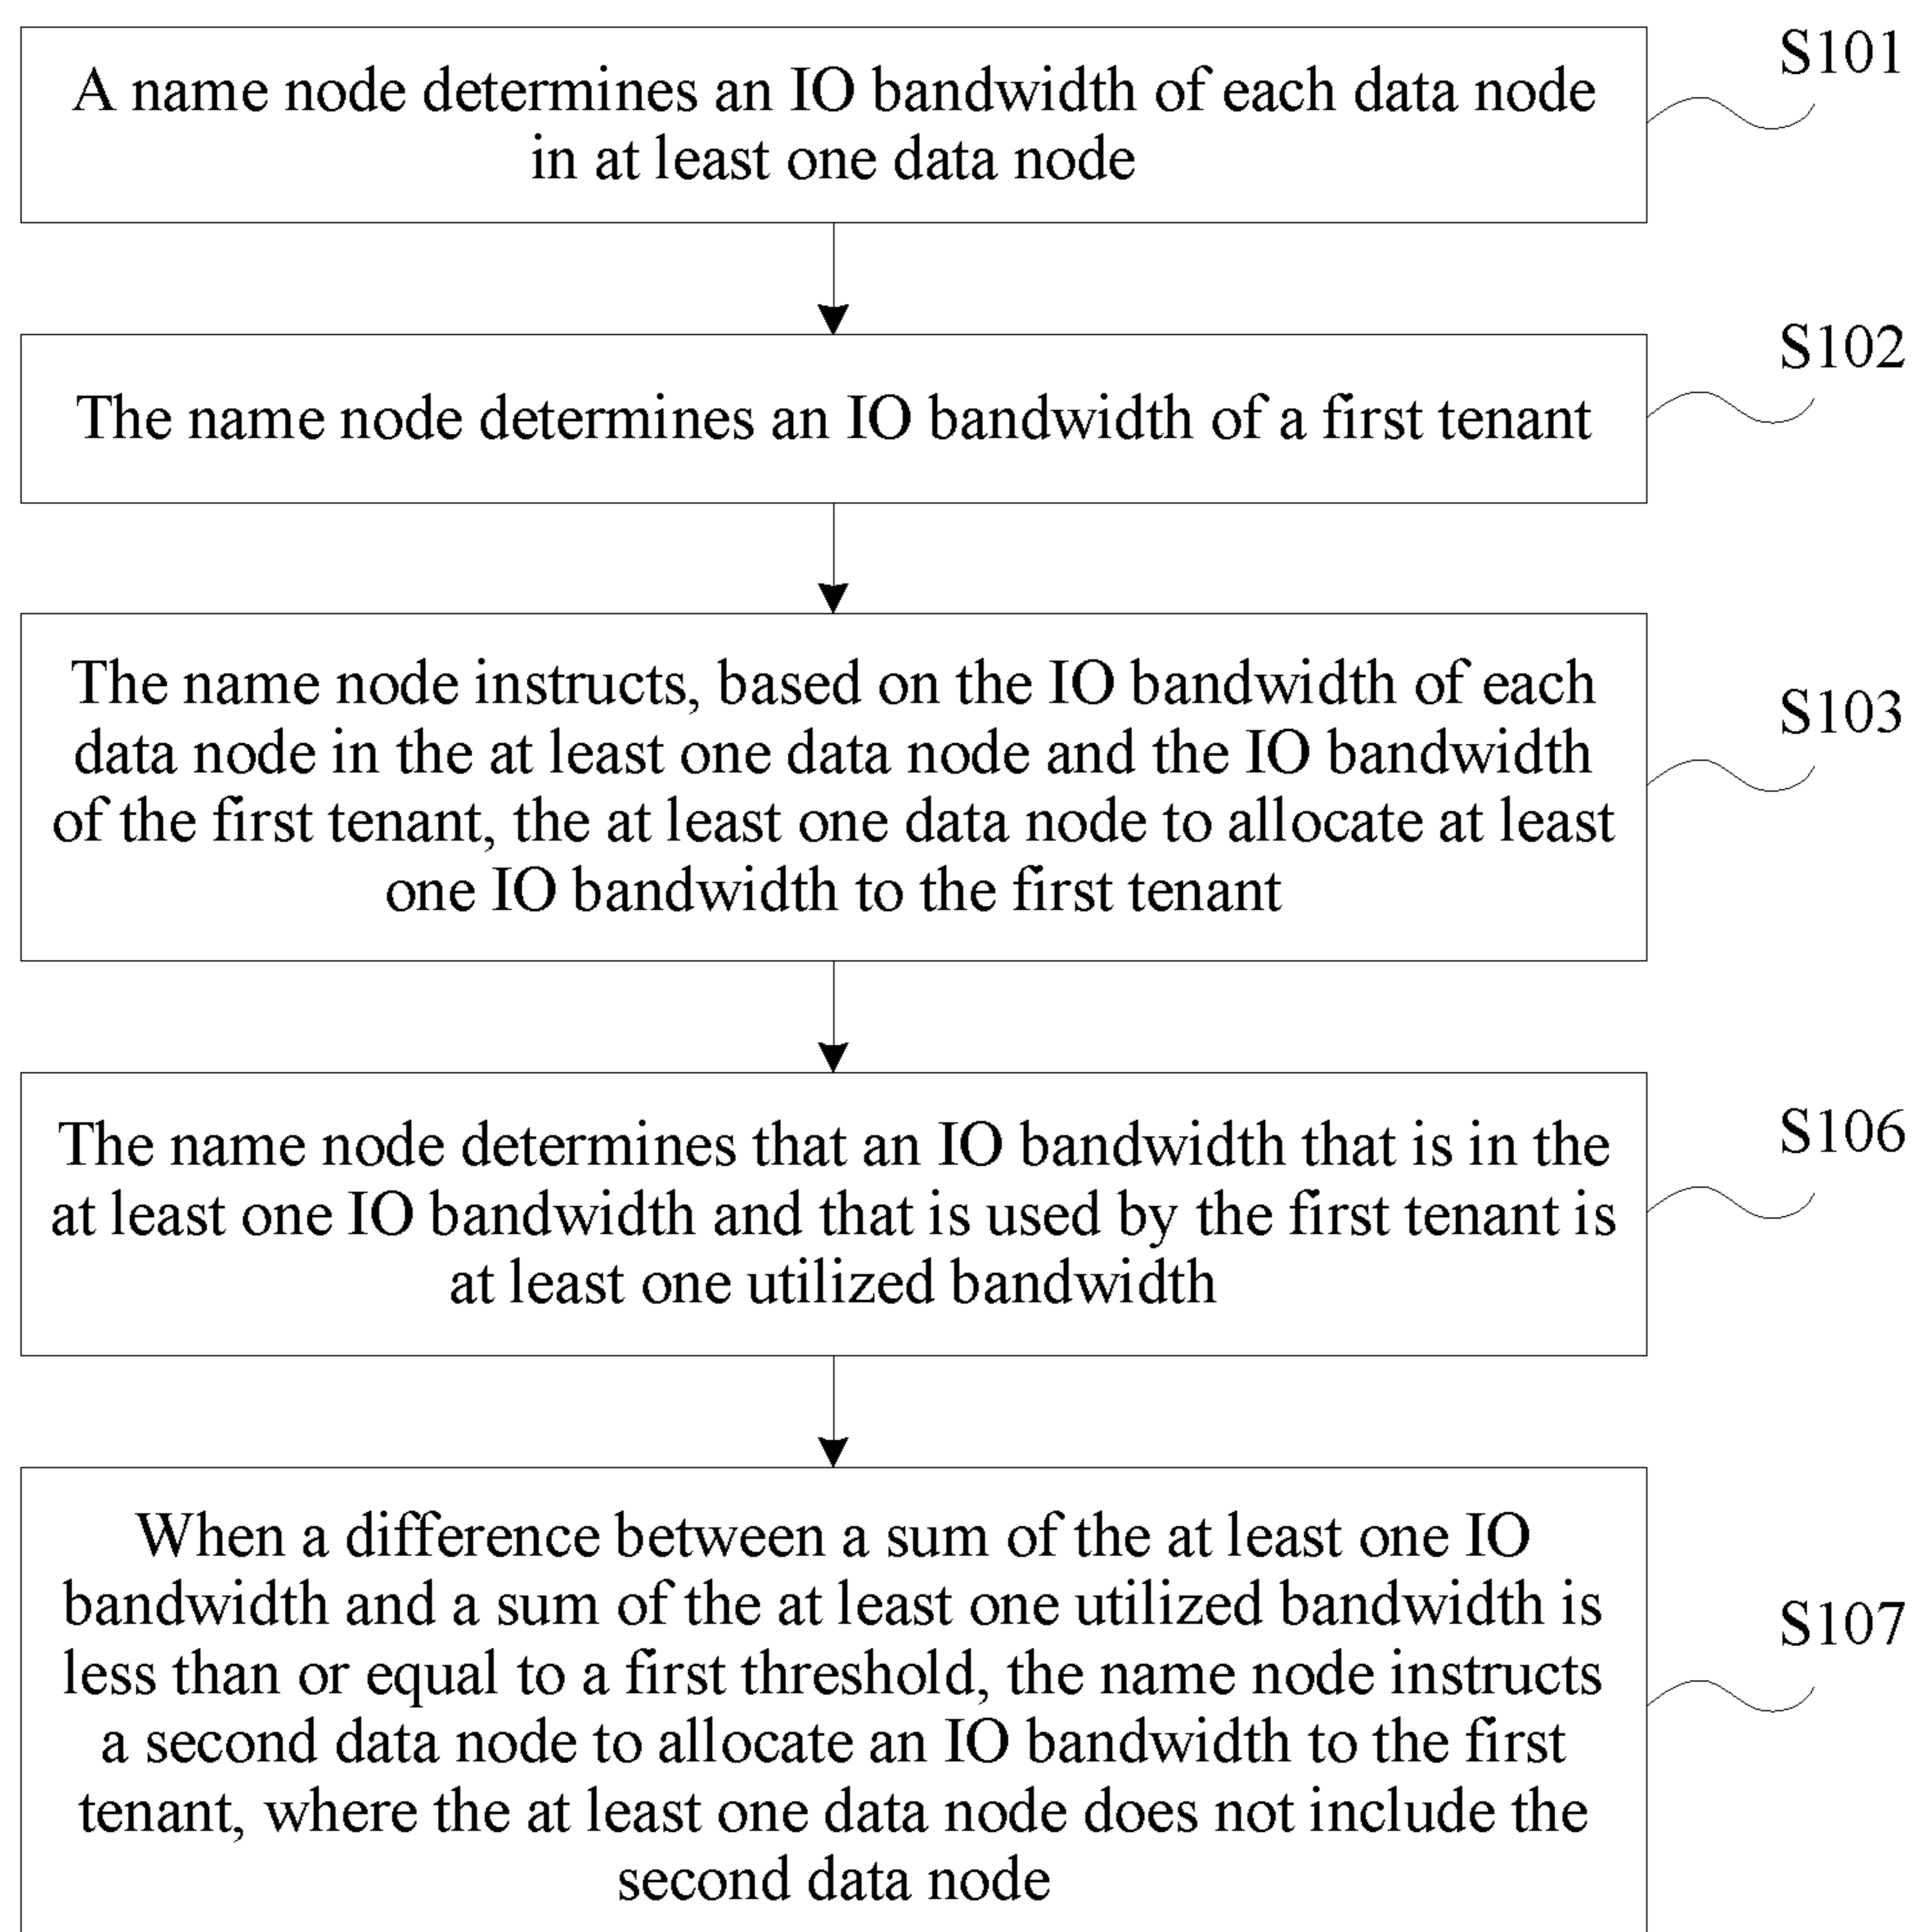 S101
A name node determines an IO bandwidth of each data node
in at least one data node
S102
The name node determines an IO bandwidth of a first tenant
The name node instructs, based on the IO bandwidth of each
S103
data node in the at least one data node and the IO bandwidth
of the first tenant, the at least one data node to allocate at least
one IO bandwidth to the first tenant
S106
The name node determines that an IO bandwidth that is in the
at least one IO bandwidth and that is used by the first tenant is
at least one utilized bandwidth
When a difference between a sum of the at least one IO
bandwidth and a sum of the at least one utilized bandwidth is
S107
less than or equal to a first threshold, the name node instructs
a second data node to allocate an IO bandwidth to the first
tenant, where the at least one data node does not include the
second data node